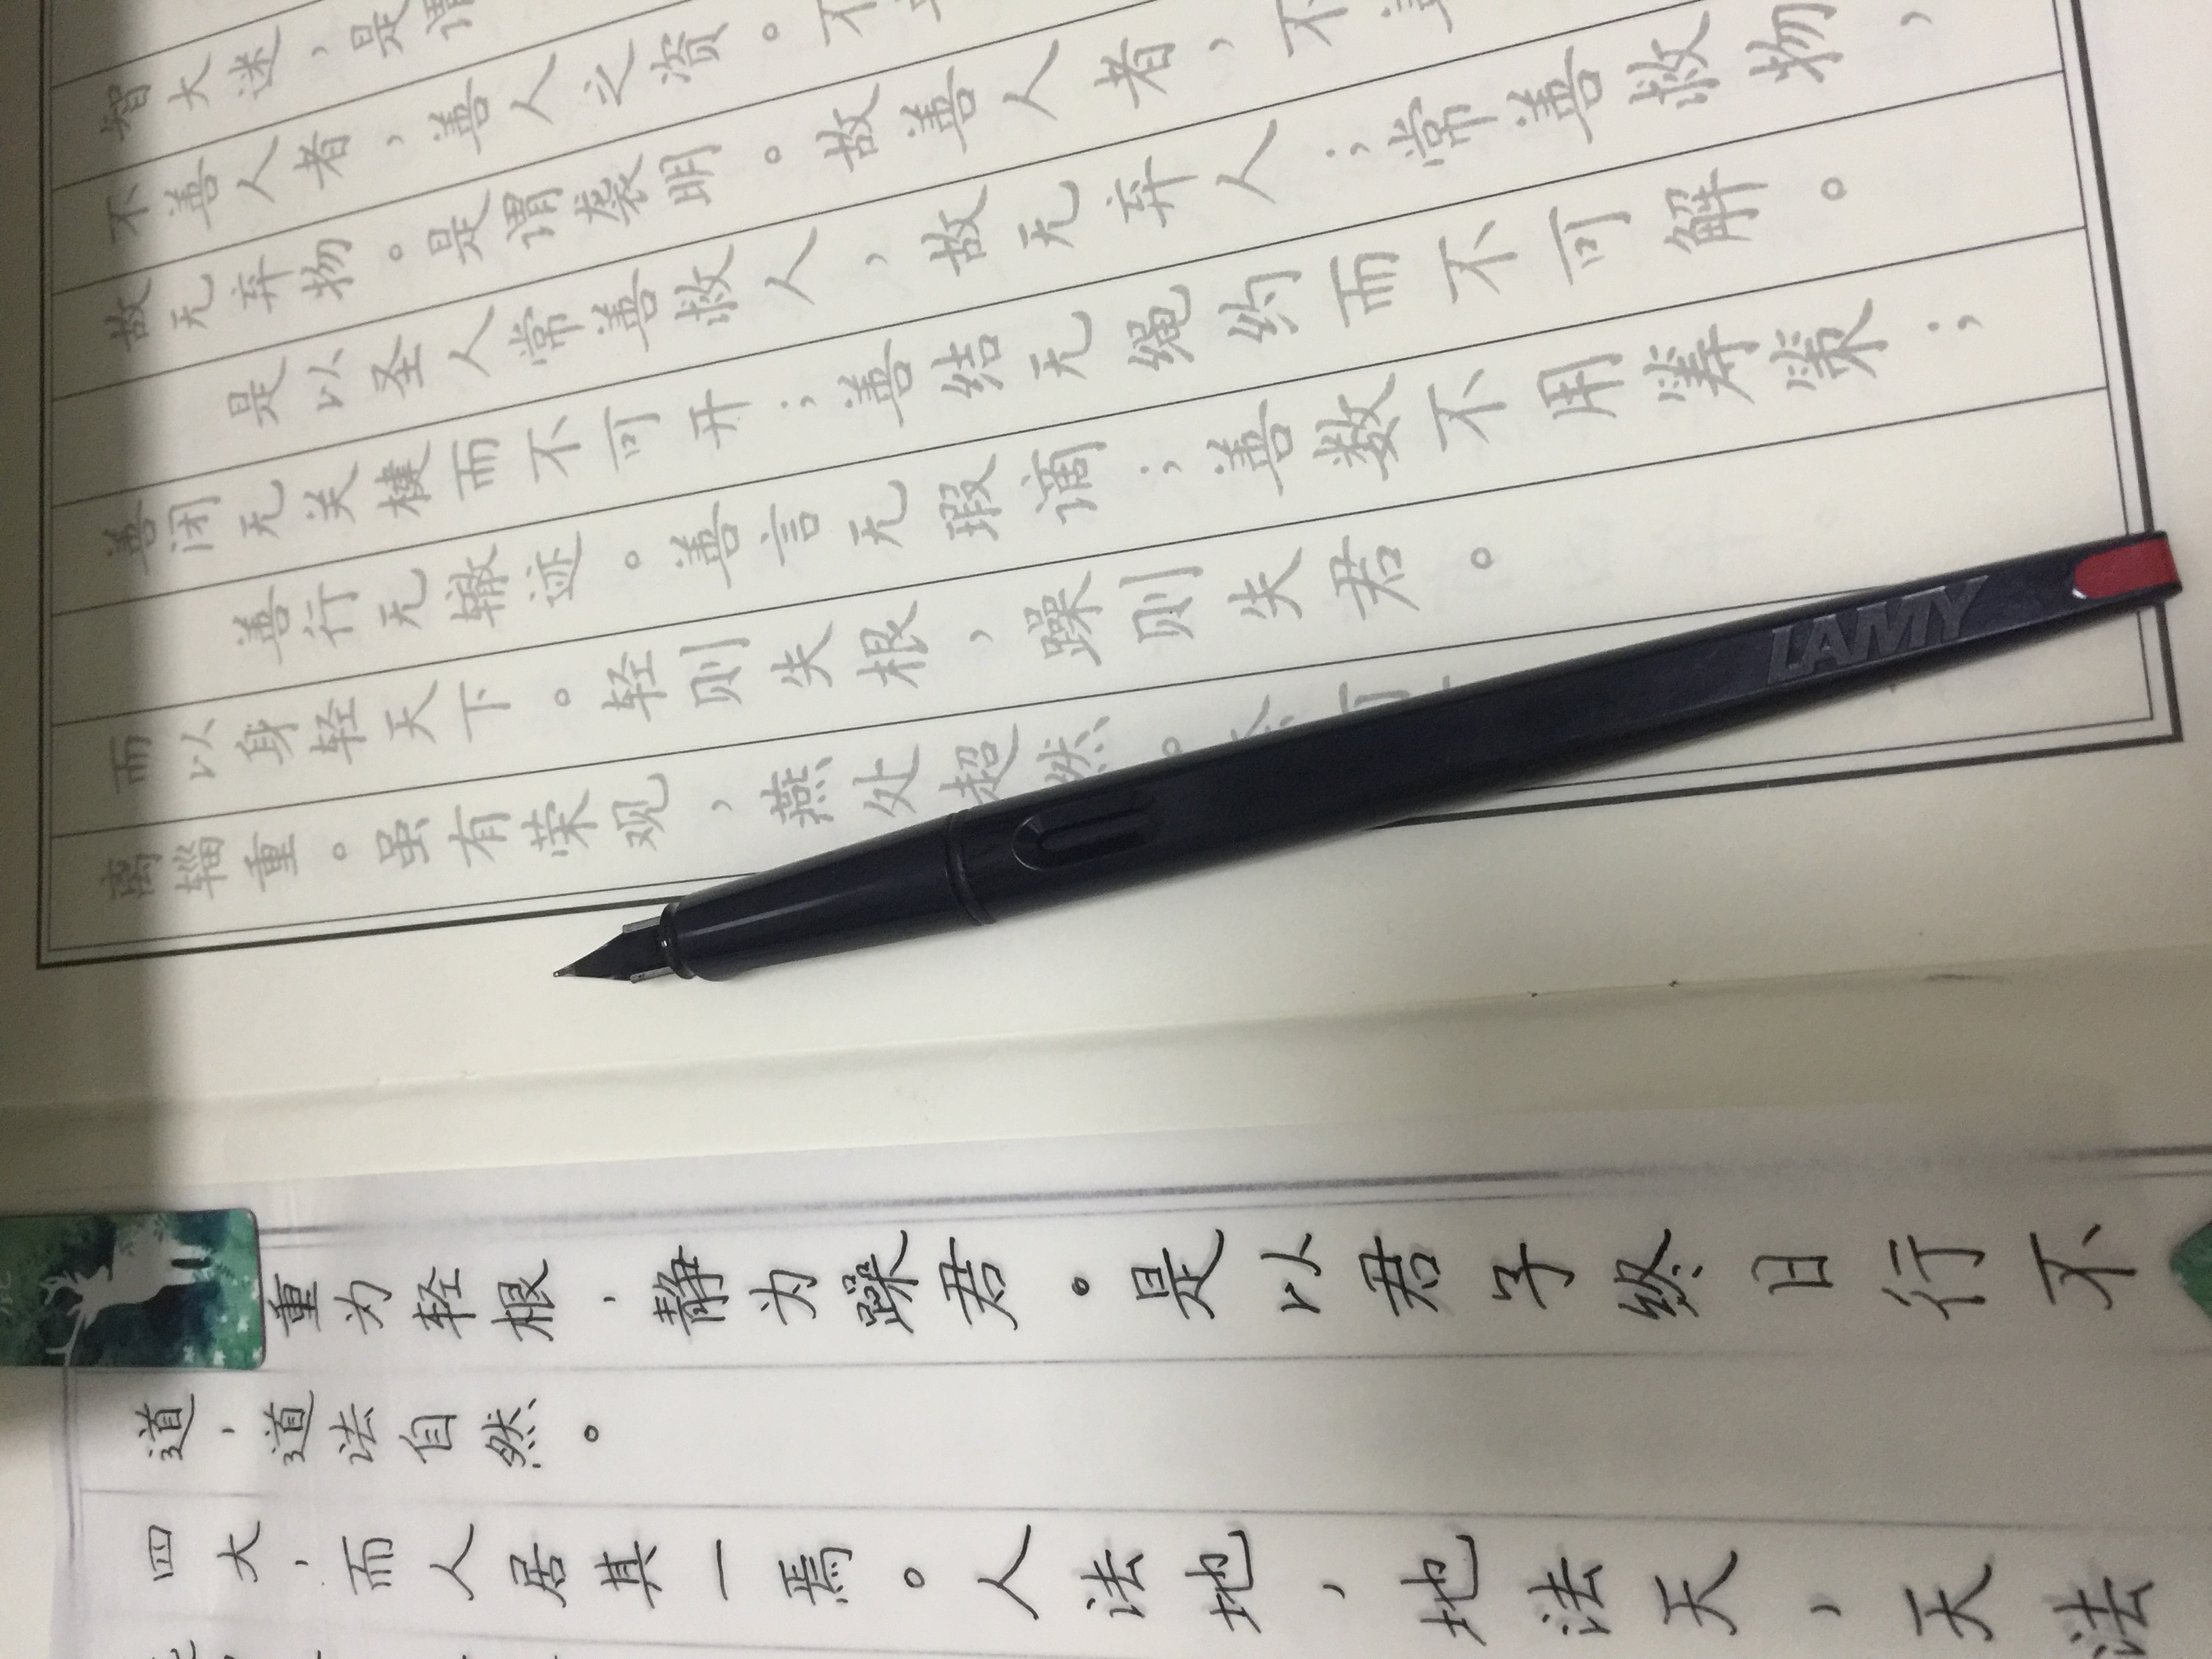 四大,而人居其一焉。人法地,地法天,天法
道,道法自然。
重为轻根,静为躁君。是以君子终日行不
离辎重。虽有荣观,燕处超然。
而以身轻天下。轻则失根,躁则失君。
善行无辙迹。善言无瑕谪;善数不用筹策;
善闭无关楗而不可开;善结无绳约而不可解。
是以圣人常善救人,故无弃人;常善救物,
故无弃物。是谓袭明。故善人者,不善
不善人者,善人之资。不
智大迷,是谓
LAMY